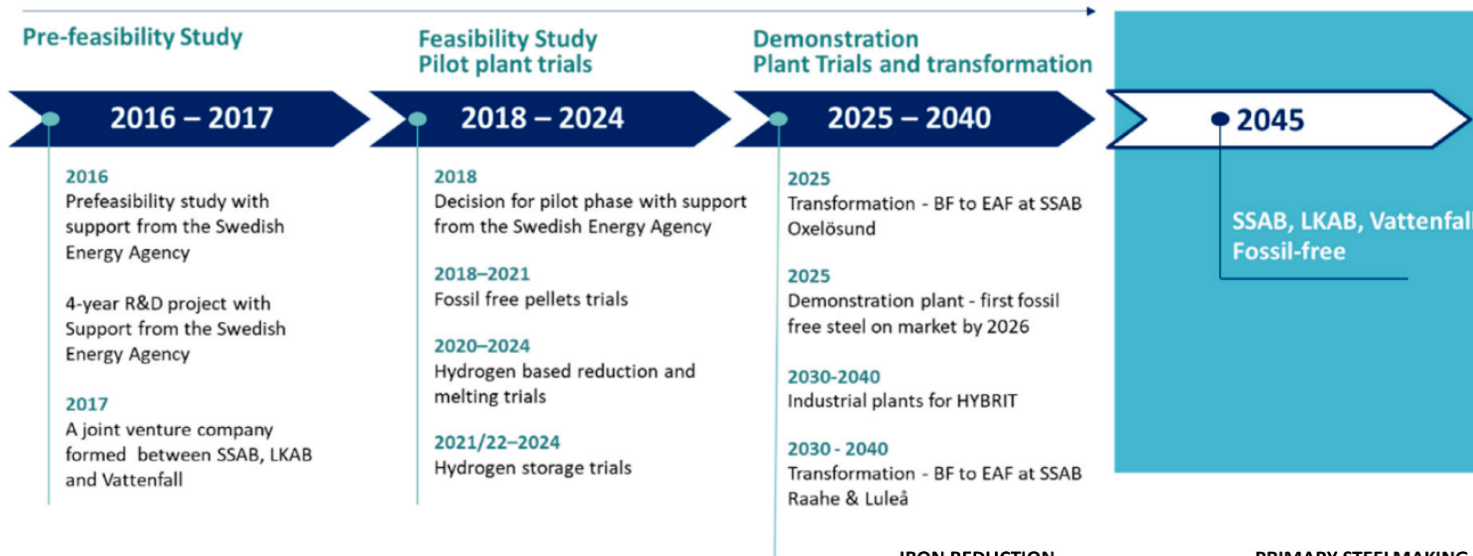 Pre-feasibility Study
Feasibility Study
Pilot plant trials
Demonstration
Plant Trials and transformation
2016 – 2017
2018 – 2024
2025 – 2040
2045
2016
Prefeasibility study with
support from the Swedish
Energy Agency
4-year R&D project with
Support from the Swedish
Energy Agency
2017
A joint venture company
formed between SSAB, LKAB
and Vattenfall
2018
Decision for pilot phase with support
from the Swedish Energy Agency
2018–2021
Fossil free pellets trials
2020–2024
Hydrogen based reduction and
melting trials
2021/22–2024
Hydrogen storage trials
2025
Transformation - BF to EAF at SSAB
Oxelösund
2025
Demonstration plant - first fossil
free steel on market by 2026
2030-2040
Industrial plants for HYBRIT
2030 - 2040
Transformation - BF to EAF at SSAB
Raahe & Luleå
SSAB, LKAB, Vattenfall
Fossil-free
IRON REDUCTION
PRIMARY STEELMAKING